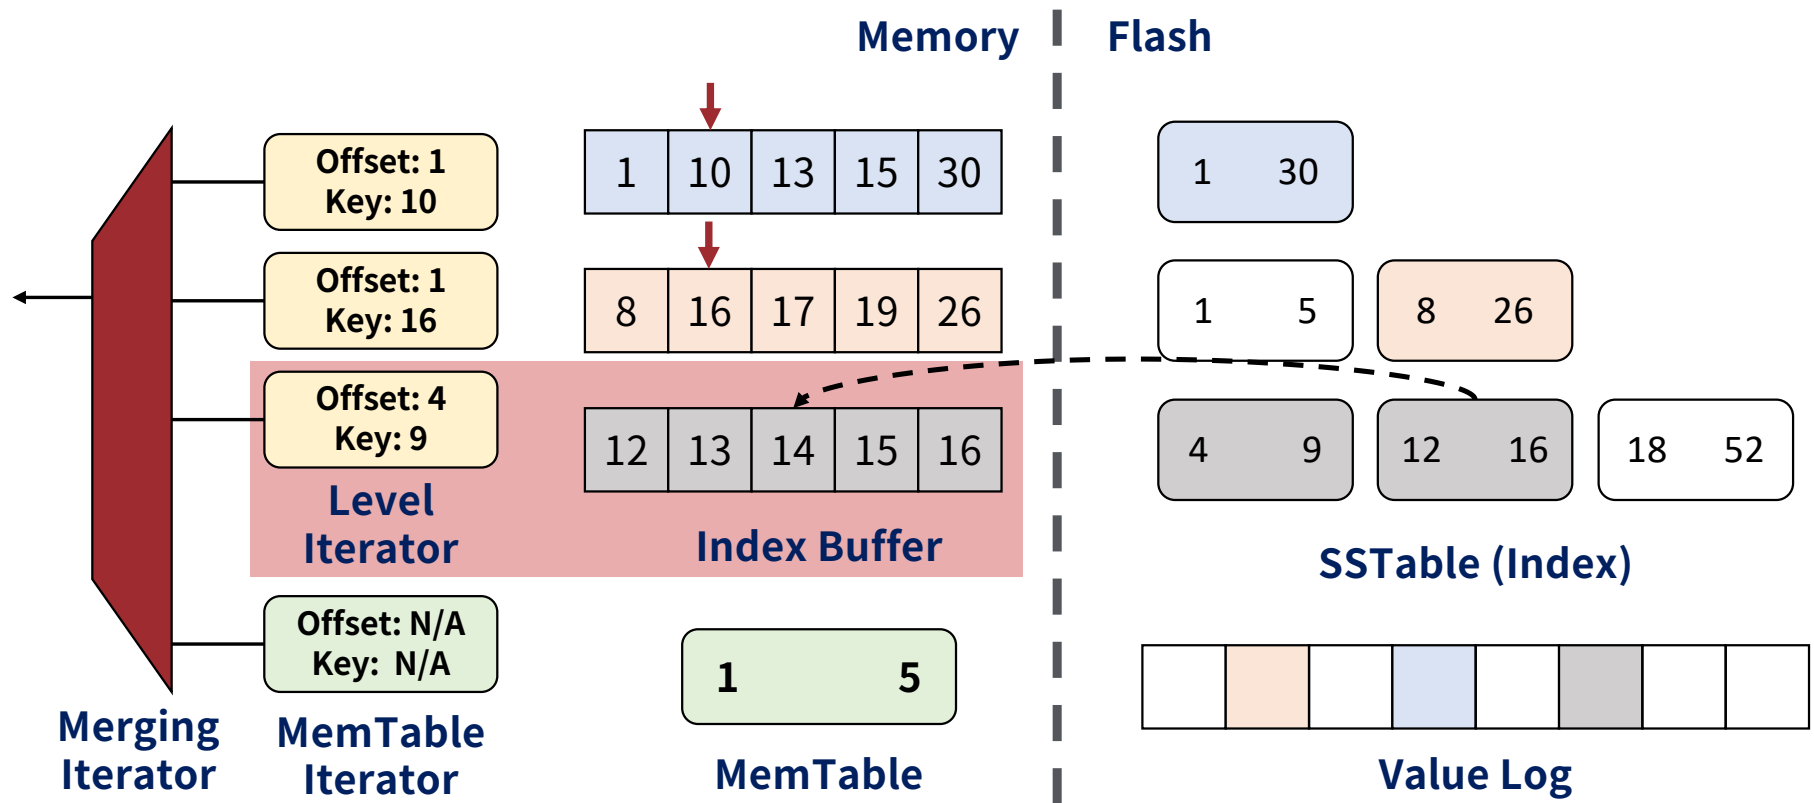 Memory
Flash
Offset: 1
Key: 10
1 10 13 15 30
1 30
Offset: 1
Key: 16
8 16 17 19 26
1 5
8 26
Offset: 4
Key: 9
12 13 14 15 16
4 9
12 16
18 52
Level
Iterator
Index Buffer
SSTable (Index)
Offset: N/A
Key: N/A
1 5
Merging
Iterator
MemTable
Iterator
MemTable
Value Log